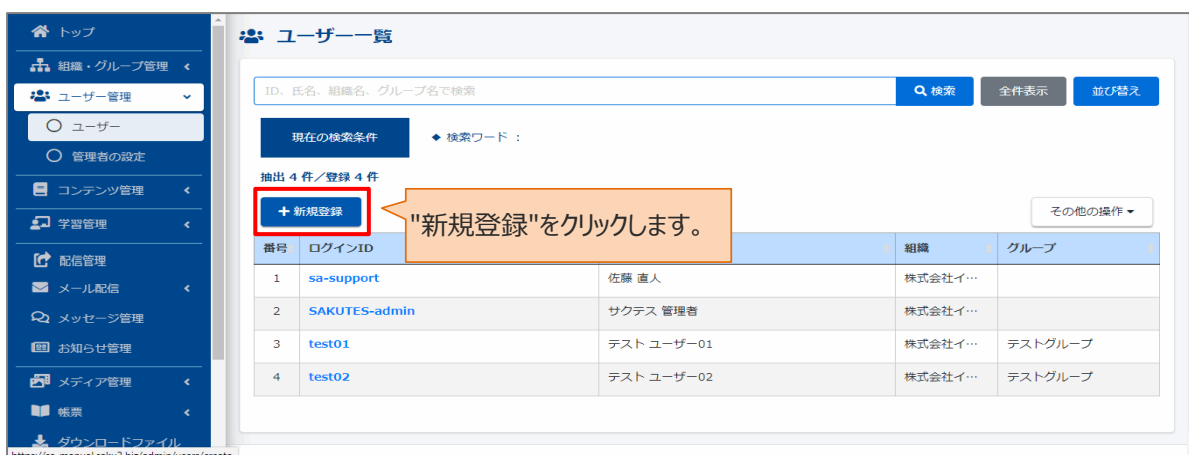 トップ
組織・グループ管理
ユーザー管理
ユーザー
管理者の設定
コンテンツ管理
学習管理
配信管理
メール配信
メッセージ管理
お知らせ管理
メディア管理
帳票
ダウンロードファイル
ユーザー一覧
ID、氏名、組織名、グループ名で検索
検索
全件表示
並び替え
現在の検索条件
◆ 検索ワード :
抽出 4 件／登録 4 件
+ 新規登録
"新規登録"をクリックします。
その他の操作
番号 ログインID 組織 グループ
1 sa-support 佐藤 直人 株式会社イ…
2 SAKUTES-admin サクテス 管理者 株式会社イ…
3 test01 テスト ユーザー01 株式会社イ… テストグループ
4 test02 テスト ユーザー02 株式会社イ… テストグループ